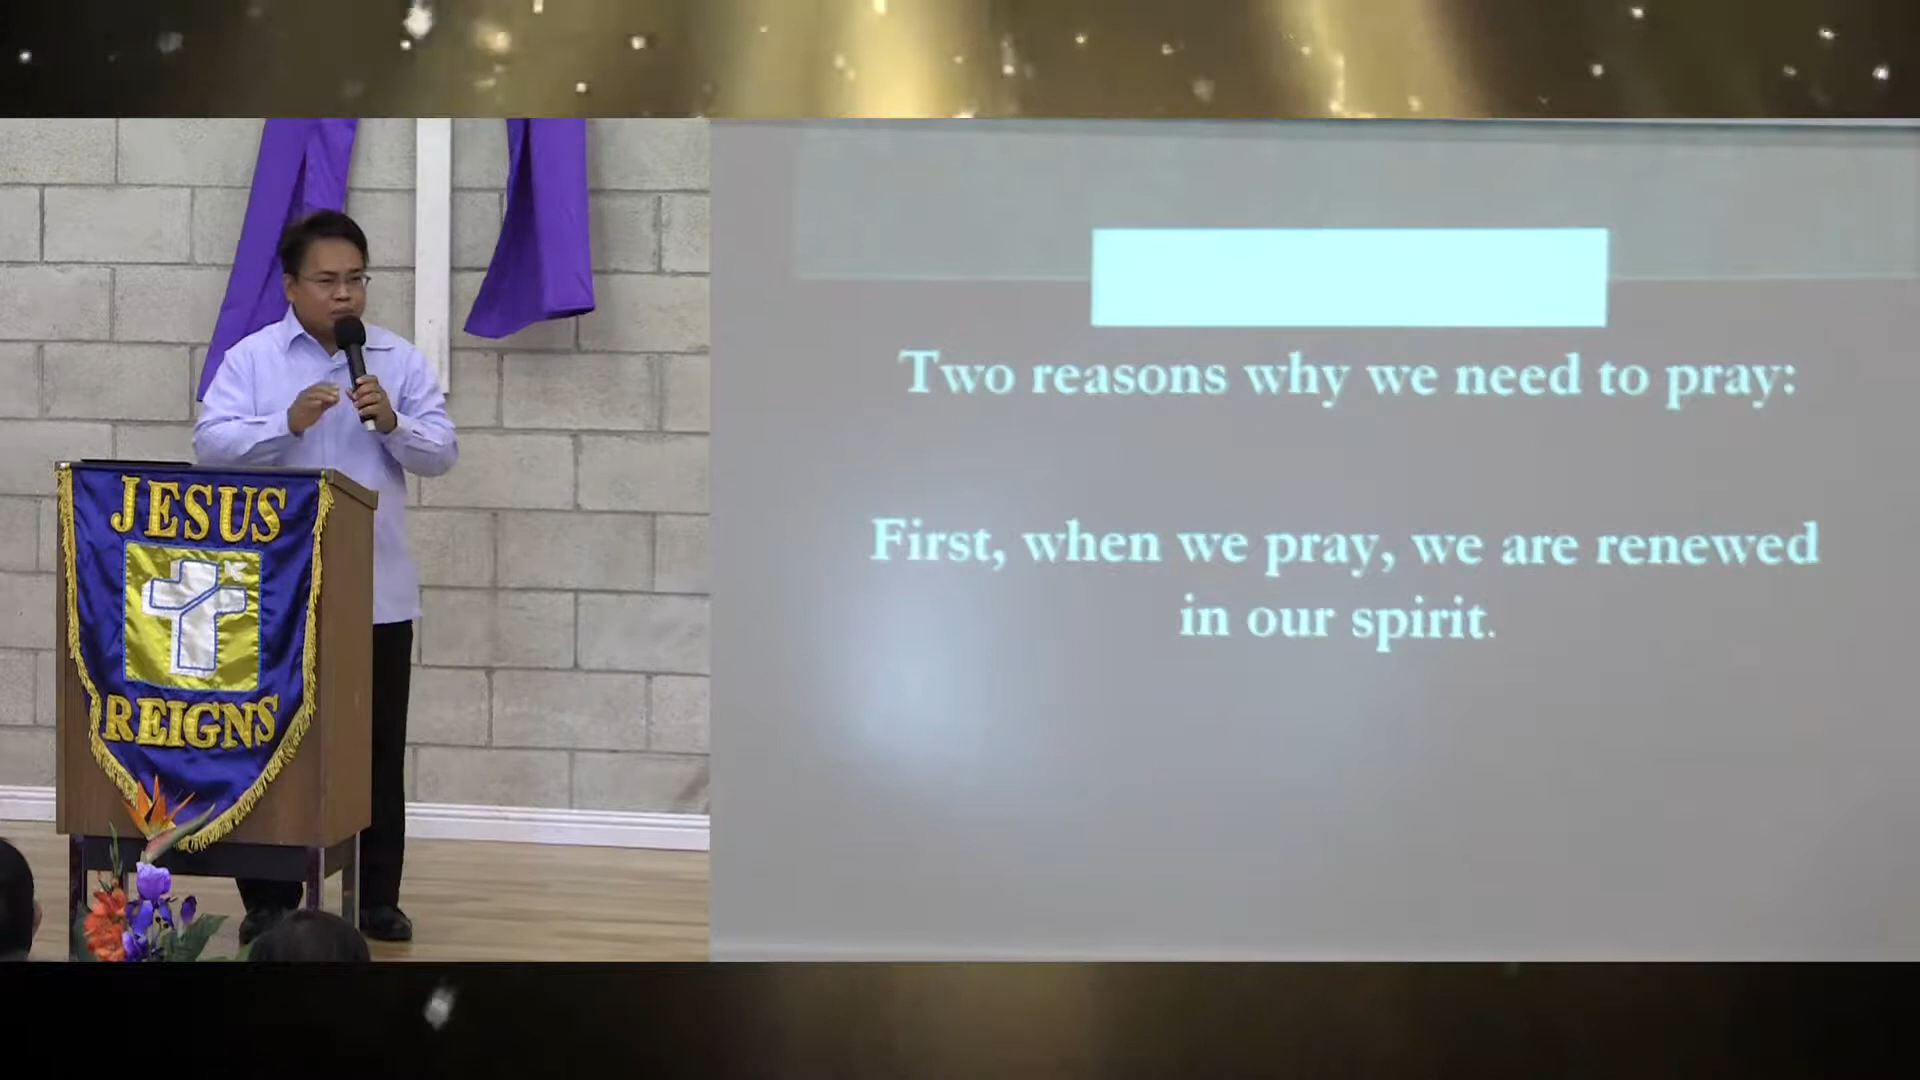 JESUS
REIGNS
Two reasons why we need to pray:
First, when we pray, we are renewed
in our spirit.